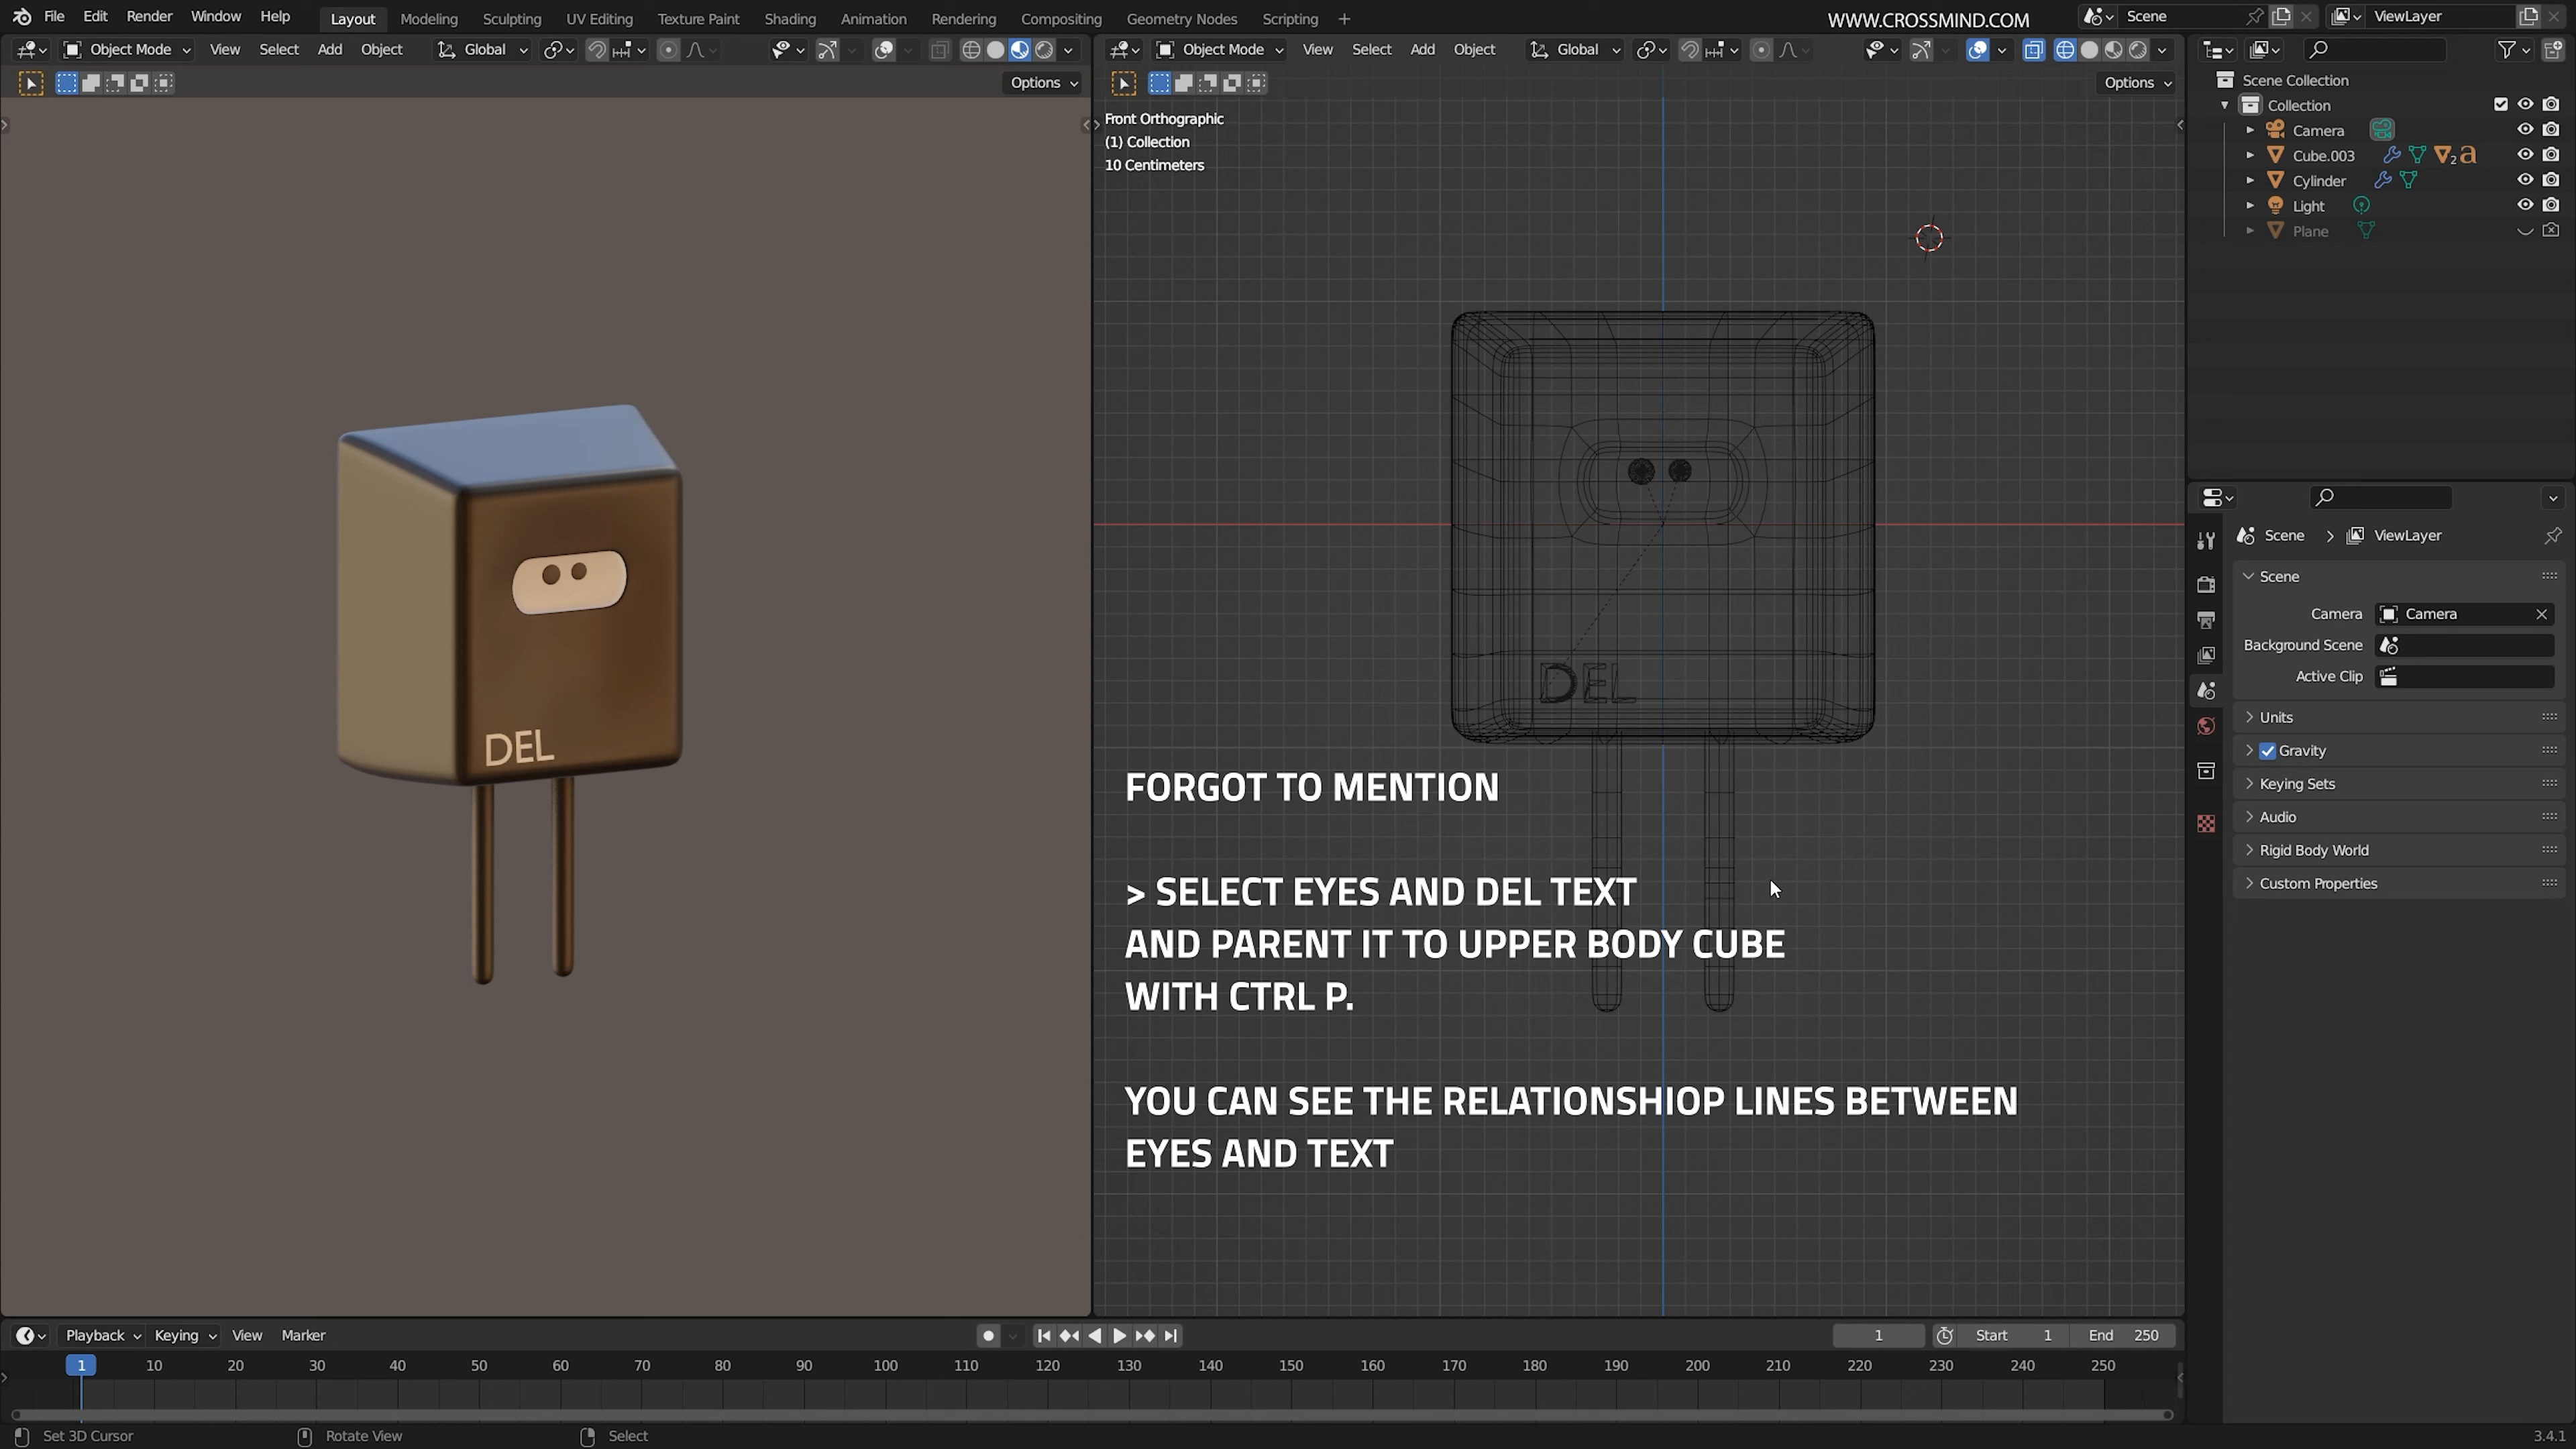 File Edit Render Window Help Layout Modeling Sculpting UV Editing Texture Paint Shading Animation Rendering Compositing Geometry Nodes Scripting + WWW.CROSSMIND.COM Scene ViewLayer
Object Mode View Select Add Object Global Object Mode View Select Add Object Global
Options Options
Front Orthographic
(1) Collection
10 Centimeters
Scene Collection
Collection
Camera
Cube.003 2 a
Cylinder
Light
Plane
Scene > ViewLayer
Scene
Camera Camera
Background Scene
Active Clip
Units
Gravity
Keying Sets
Audio
Rigid Body World
Custom Properties
DEL
DEL
FORGOT TO MENTION
> SELECT EYES AND DEL TEXT
AND PARENT IT TO UPPER BODY CUBE
WITH CTRL P.
YOU CAN SEE THE RELATIONSHIOP LINES BETWEEN
EYES AND TEXT
Playback Keying View Marker 1 Start 1 End 250
1 10 20 30 40 50 60 70 80 90 100 110 120 130 140 150 160 170 180 190 200 210 220 230 240 250
Set 3D Cursor Rotate View Select 3.4.1